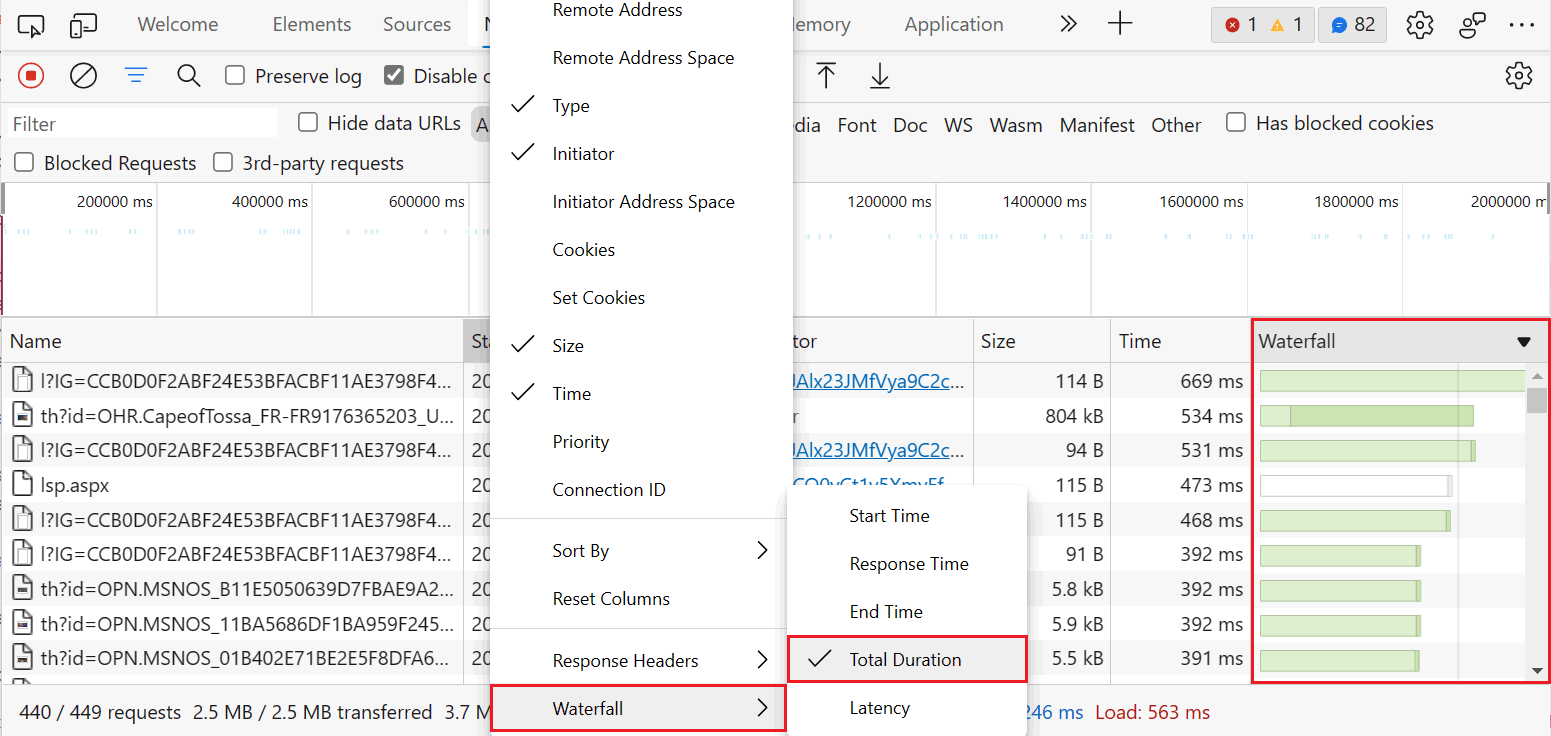 Welcome Elements Sources Application 1 1 82
Preserve log Disable
Filter Hide data URLs Font Doc WS Wasm Manifest Other Has blocked cookies
Blocked Requests 3rd-party requests
200000 ms 400000 ms 600000 ms 1200000 ms 1400000 ms 1600000 ms 1800000 ms 2000000 m
Name Size Time Waterfall
l?IG=CCB0D0F2ABF24E53BFACBF11AE3798F4... 20 JAlx23JMfVya9C2c... 114 B 669 ms
th?id=OHR.CapeofTossa_FR-FR9176365203_U... 20 r 804 kB 534 ms
l?IG=CCB0D0F2ABF24E53BFACBF11AE3798F4... 20 JAlx23JMfVya9C2c... 94 B 531 ms
lsp.aspx 20 115 B 473 ms
l?IG=CCB0D0F2ABF24E53BFACBF11AE3798F4... 20 115 B 468 ms
l?IG=CCB0D0F2ABF24E53BFACBF11AE3798F4... 20 91 B 392 ms
th?id=OPN.MSNOS_B11E5050639D7FBAE9A2... 20 5.8 kB 392 ms
th?id=OPN.MSNOS_11BA5686DF1BA959F245... 20 5.9 kB 392 ms
th?id=OPN.MSNOS_01B402E71BE2E5F8DFA6... 20 5.5 kB 391 ms
440 / 449 requests 2.5 MB / 2.5 MB transferred 3.7 M 246 ms Load: 563 ms
Remote Address
Remote Address Space
Type
Initiator
Initiator Address Space
Cookies
Set Cookies
Size
Time
Priority
Connection ID
Sort By
Reset Columns
Response Headers
Waterfall
Start Time
Response Time
End Time
Total Duration
Latency